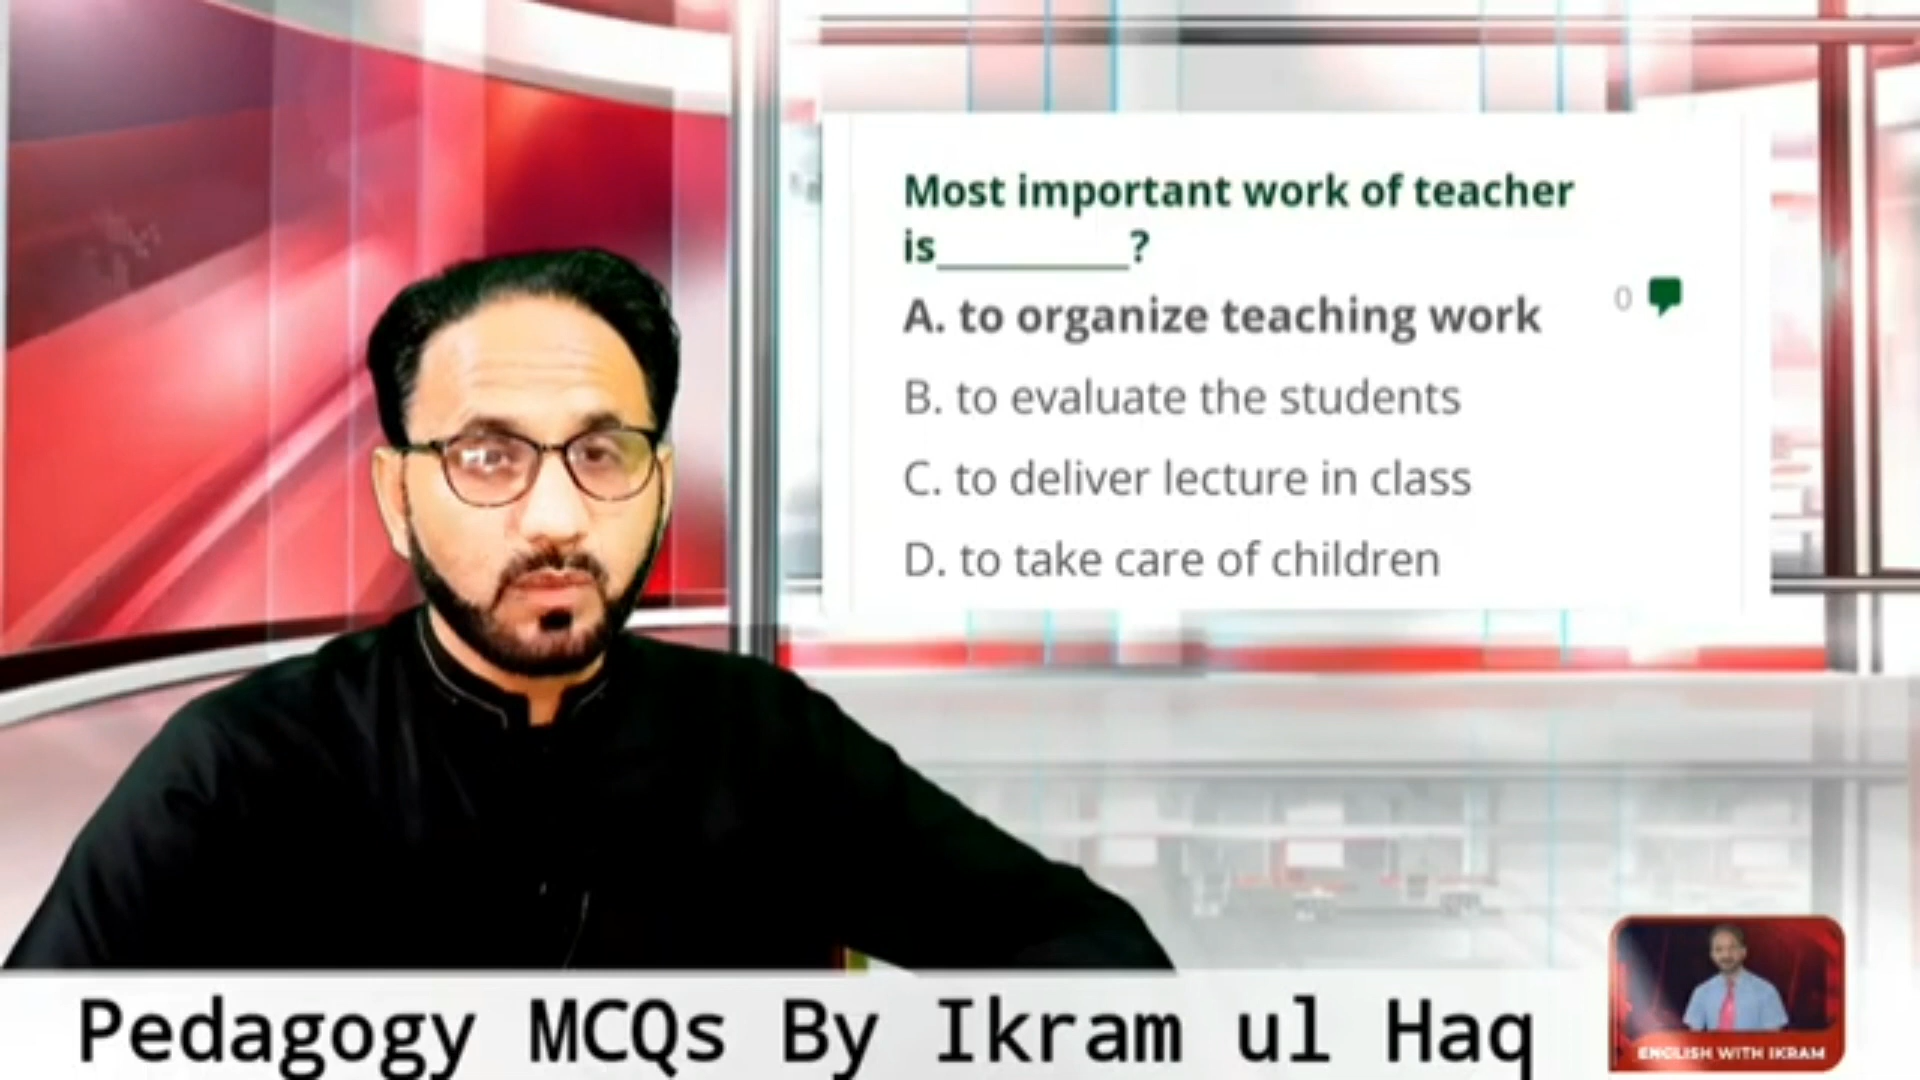 Most important work of teacher
is_________?
A. to organize teaching work
0
B. to evaluate the students
C. to deliver lecture in class
D. to take care of children
Pedagogy MCQs By Ikram ul Haq
ENGLISH WITH IKRAM